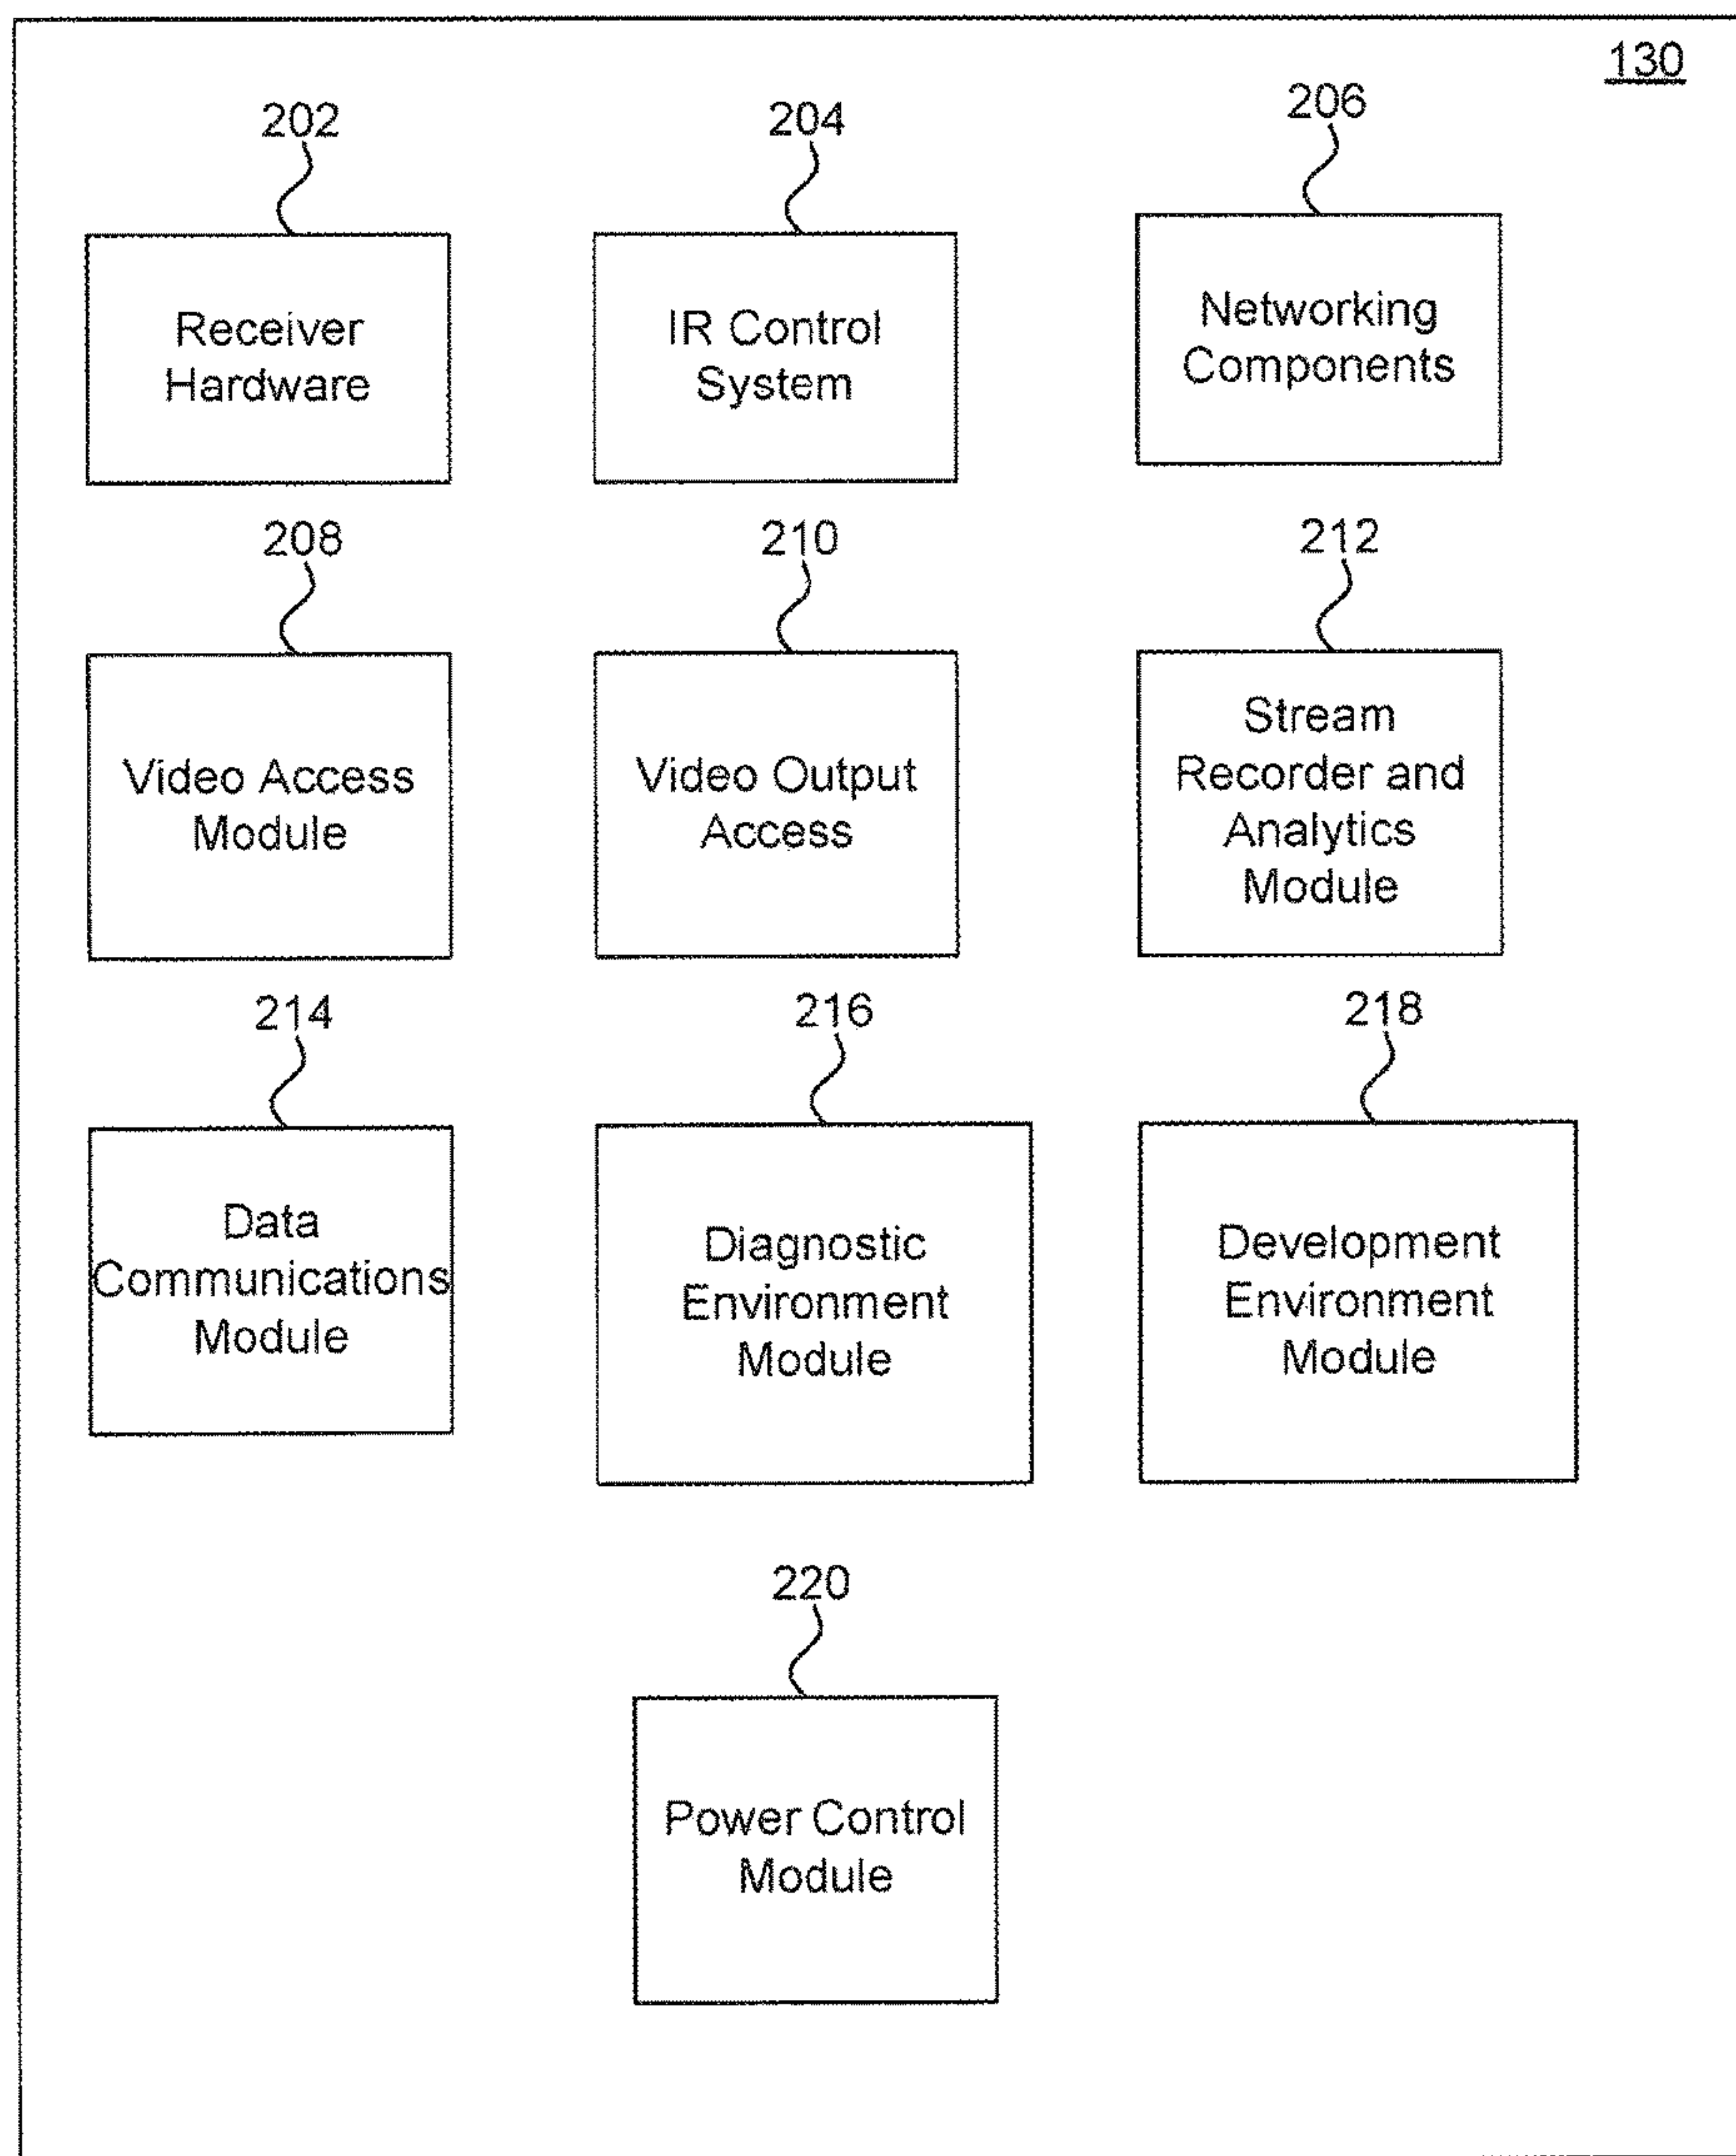 130
202
204
206
Receiver
Hardware
IR Control
System
Networking
Components
208
210
212
Video Access
Module
Video Output
Access
Stream
Recorder and
Analytics
Module
214
216
218
Data
Communications
Module
Diagnostic
Environment
Module
Development
Environment
Module
220
Power Control
Module